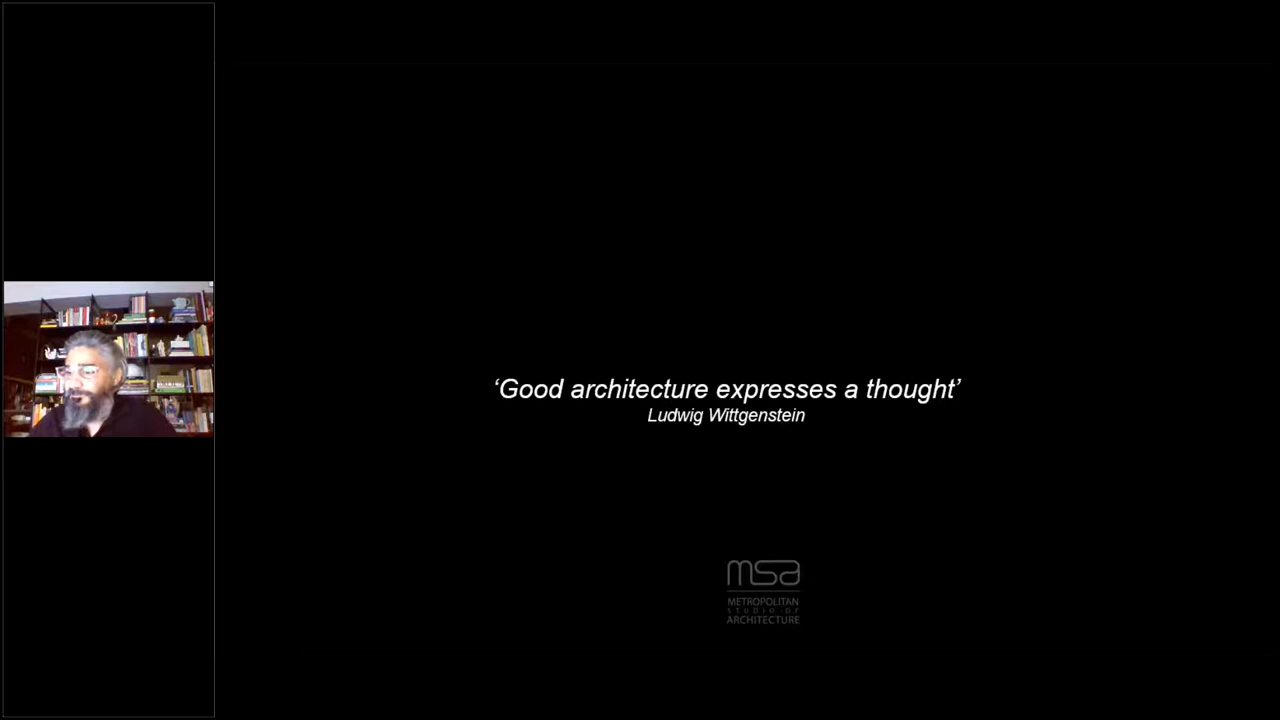 ‘Good architecture expresses a thought’
Ludwig Wittgenstein
msa
METROPOLITAN
STUDIO OF
ARCHITECTURE